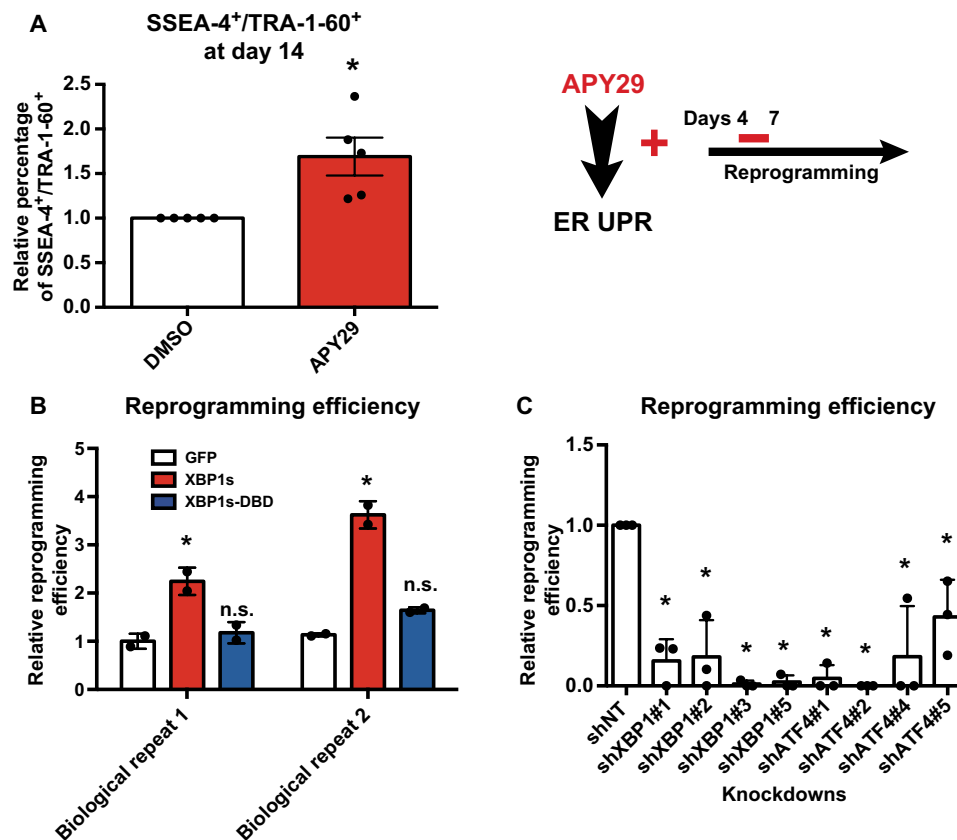 A
SSEA-4+/TRA-1-60+
at day 14
Relative percentage
of SSEA-4+/TRA-1-60+
2.5
2.0
1.5
1.0
0.5
0.0
*
DMSO
APY29
APY29
+
ER UPR
Days 4 7
Reprogramming
B
Reprogramming efficiency
Relative reprogramming
efficiency
5
4
3
2
1
0
GFP
XBP1s
XBP1s-DBD
*
n.s.
*
n.s.
Biological repeat 1
Biological repeat 2
C
Reprogramming efficiency
Relative reprogramming
efficiency
1.5
1.0
0.5
0.0
*
*
*
*
*
*
*
*
shNT
shXBP1#1
shXBP1#2
shXBP1#3
shXBP1#5
shATF4#1
shATF4#2
shATF4#4
shATF4#5
Knockdowns